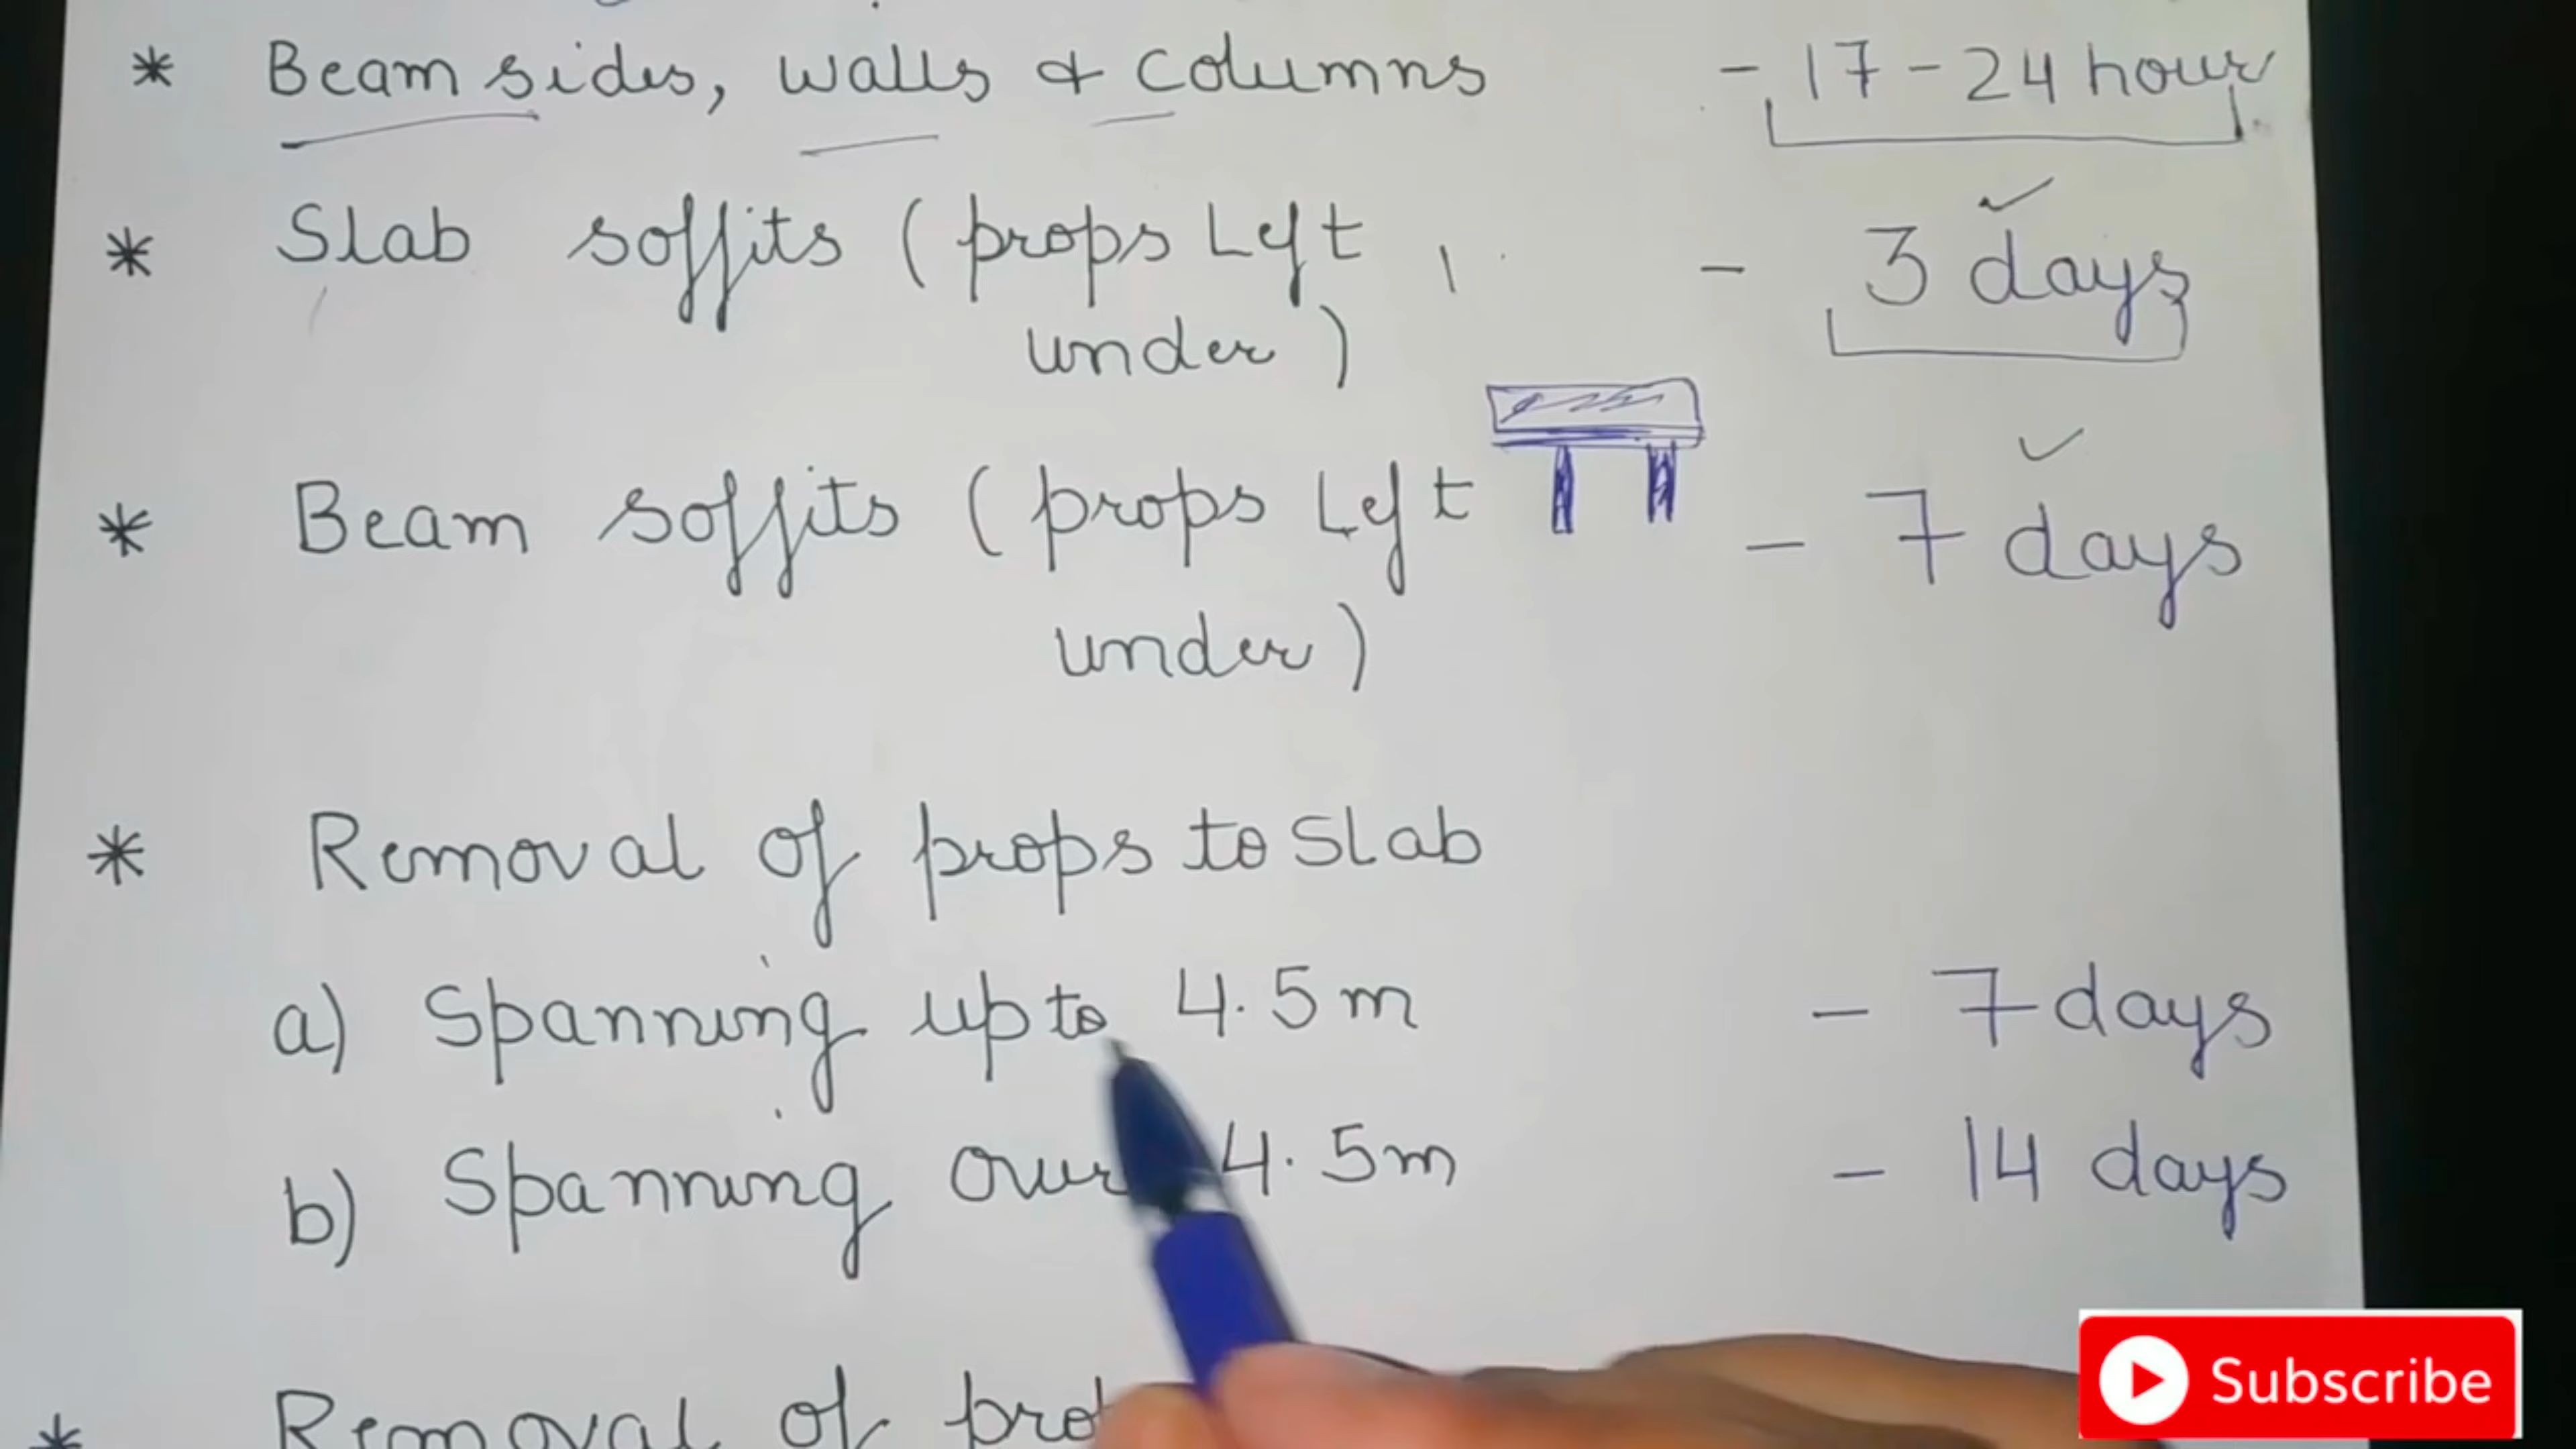 * Beam sides, walls & Columns - 17 - 24 hour
* Slab soffits (props Left - 3 days
under)
* Beam soffits (props Left - 7 days
under)
* Removal of props to Slab
a) Spanning up to 4.5m - 7 days
b) Spanning over 4.5m - 14 days
* Removal of
Subscribe